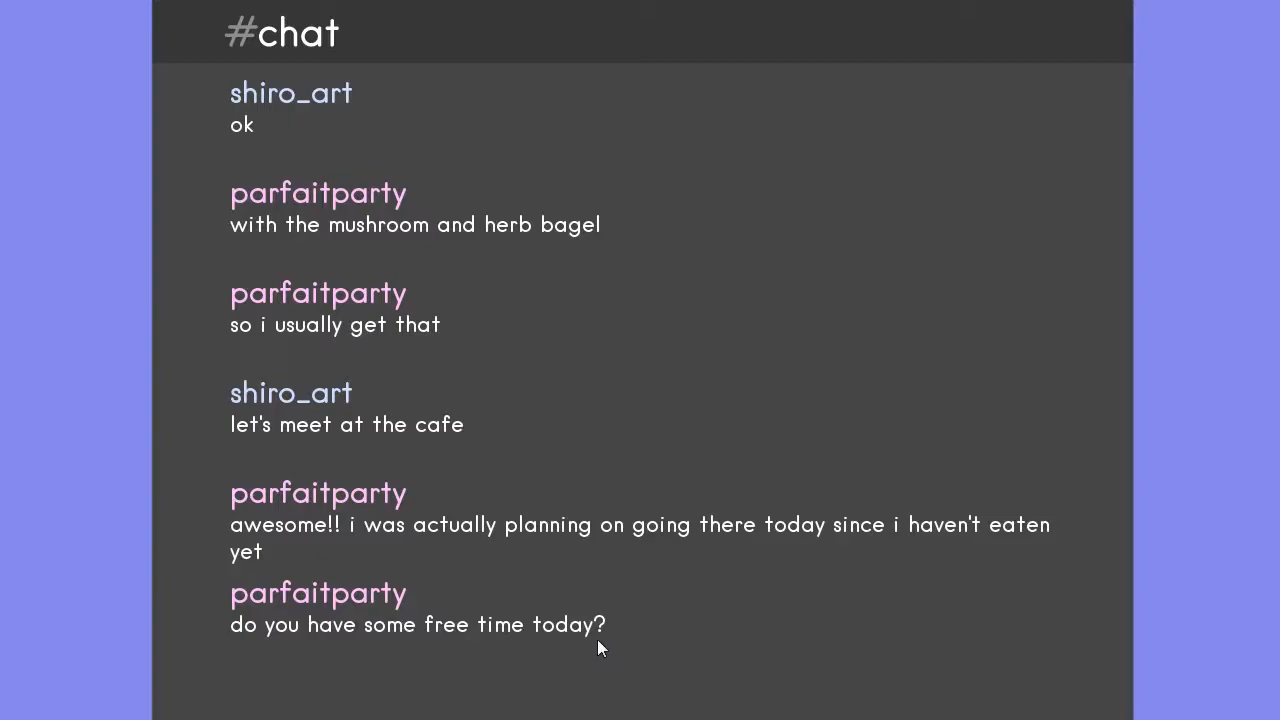 #chat
shiro_art
ok
parfaitparty
with the mushroom and herb bagel
parfaitparty
so i usually get that
shiro_art
let's meet at the cafe
parfaitparty
awesome!! i was actually planning on going there today since i haven't eaten
yet
parfaitparty
do you have some free time today?